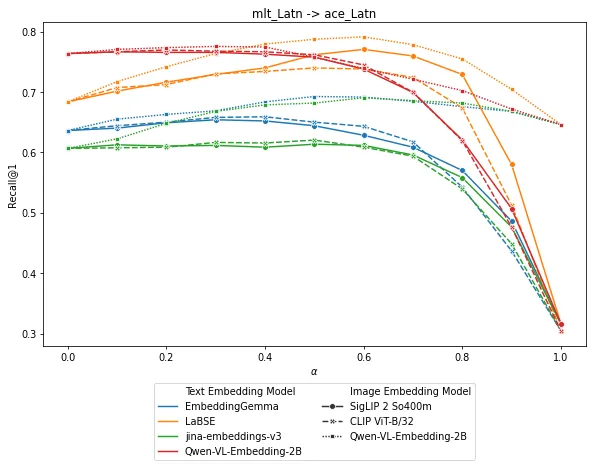 mlt_Latn -> ace_Latn
0.8
0.7
0.6
0.5
0.4
0.3
Recall@1
0.0
0.2
0.4
0.6
0.8
1.0
α
Text Embedding Model
EmbeddingGemma
LaBSE
jina-embeddings-v3
Qwen-VL-Embedding-2B
Image Embedding Model
SigLIP 2 So400m
CLIP ViT-B/32
Qwen-VL-Embedding-2B